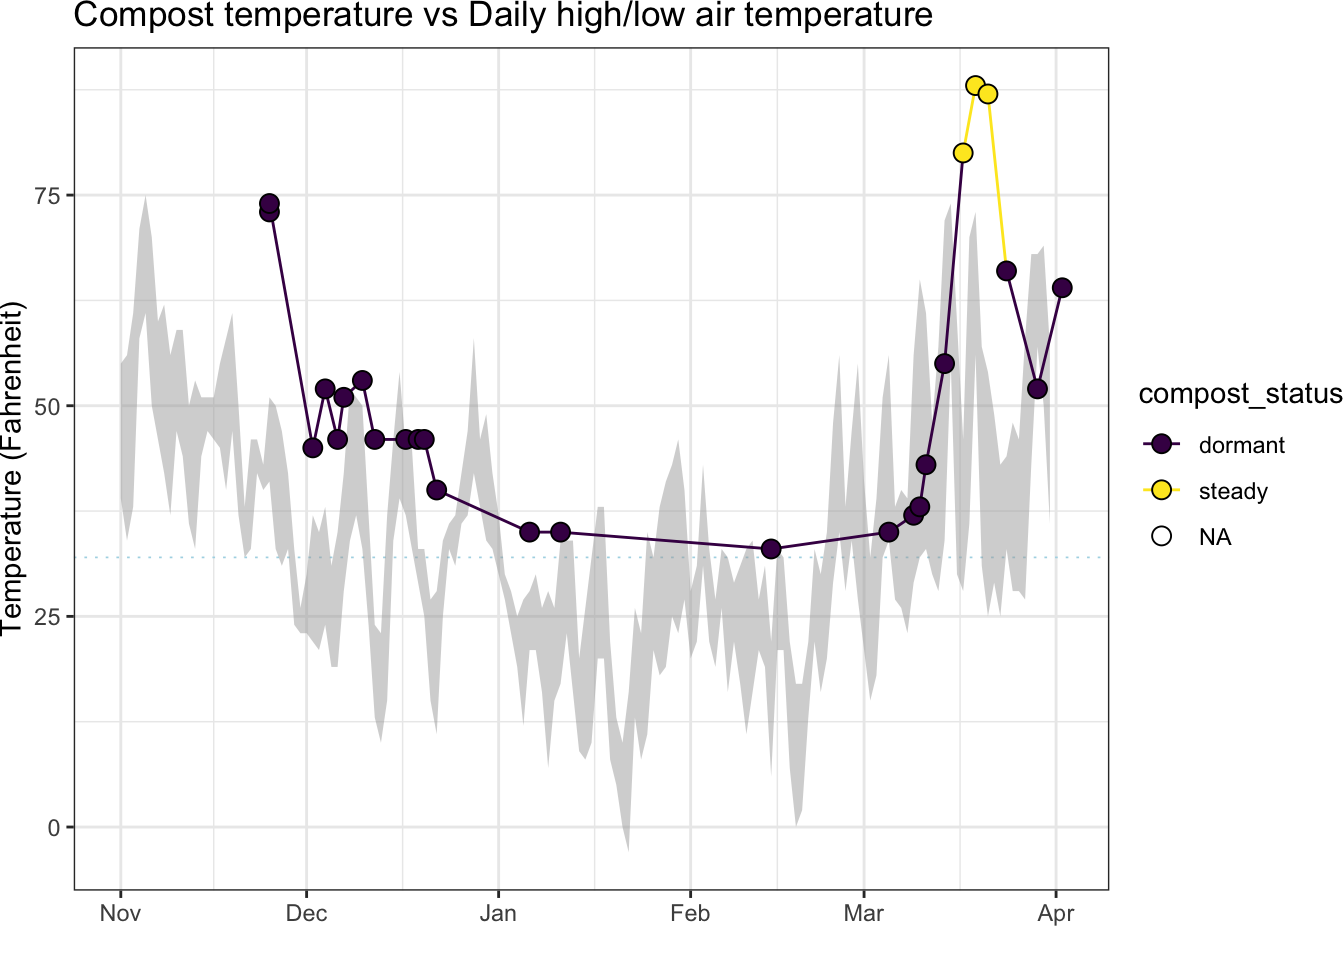 Compost temperature vs Daily high/low air temperature
Temperature (Fahrenheit)
75
50
25
0
Nov Dec Jan Feb Mar Apr
compost_status
dormant
steady
NA